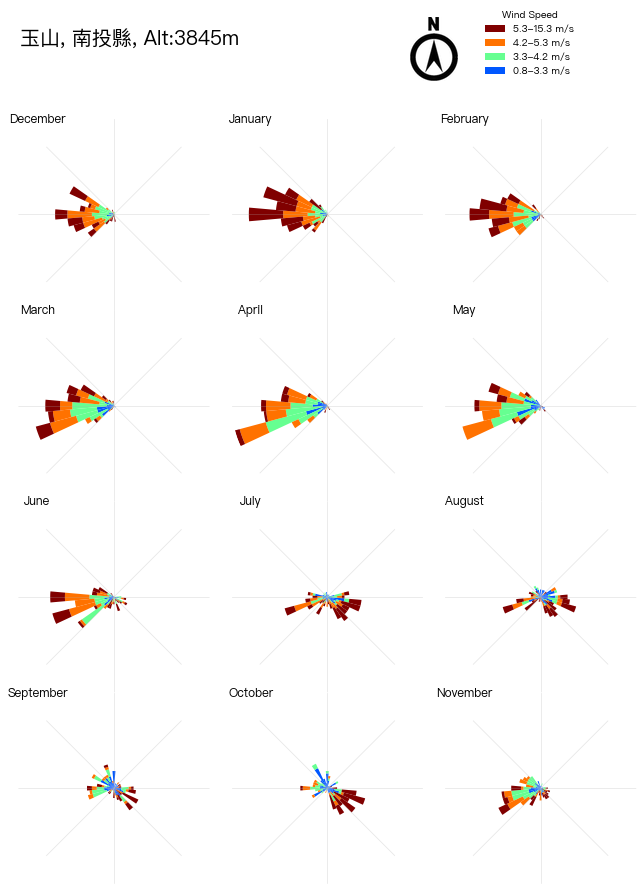 玉山, 南投縣, Alt:3845m
N
Wind Speed
5.3–15.3 m/s
4.2–5.3 m/s
3.3–4.2 m/s
0.8–3.3 m/s
December
January
February
March
April
May
June
July
August
September
October
November